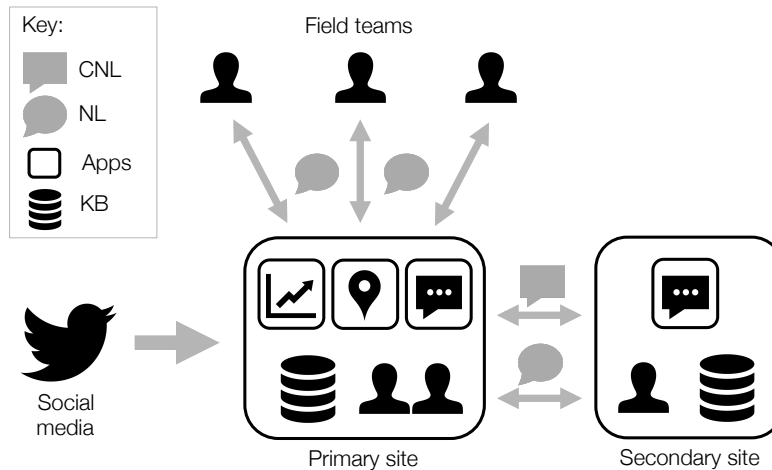 Key:
CNL
NL
Apps
KB
Field teams
Social
media
Primary site
Secondary site